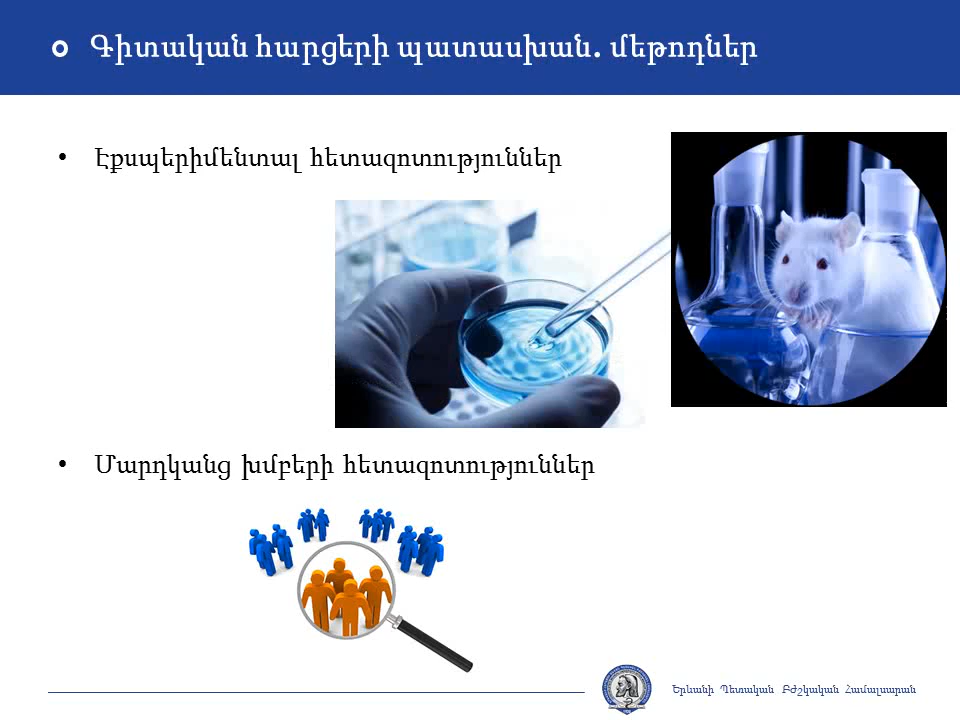 Գիտական հարցերի պատասխան. մեթոդներ
• Էքսպերիմենտալ հետազոտություններ
• Մարդկանց խմբերի հետազոտություններ
Երևանի Պետական Բժշկական Համալսարան